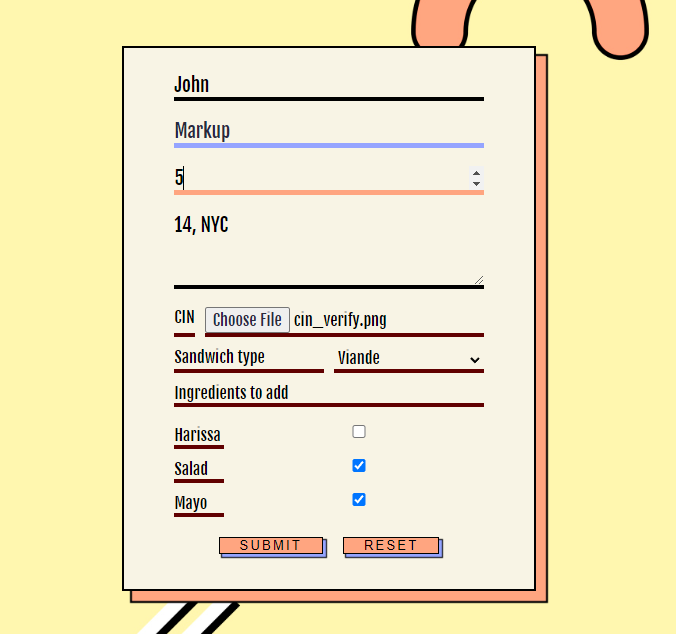 John
Markup
5
14, NYC
CIN Choose File cin_verify.png
Sandwich type Viande
Ingredients to add
Harissa
Salad
Mayo
SUBMIT RESET